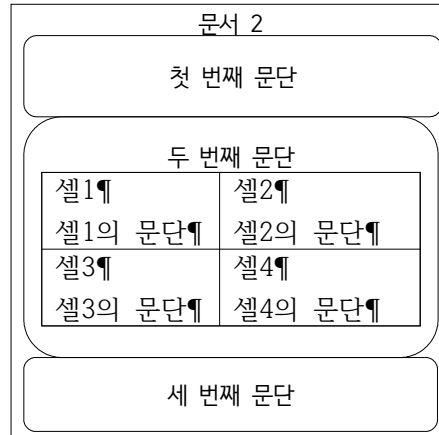 문서 2
첫 번째 문단
두 번째 문단
셀1¶ 셀2¶
셀1의 문단¶ 셀2의 문단¶
셀3¶ 셀4¶
셀3의 문단¶ 셀4의 문단¶
세 번째 문단